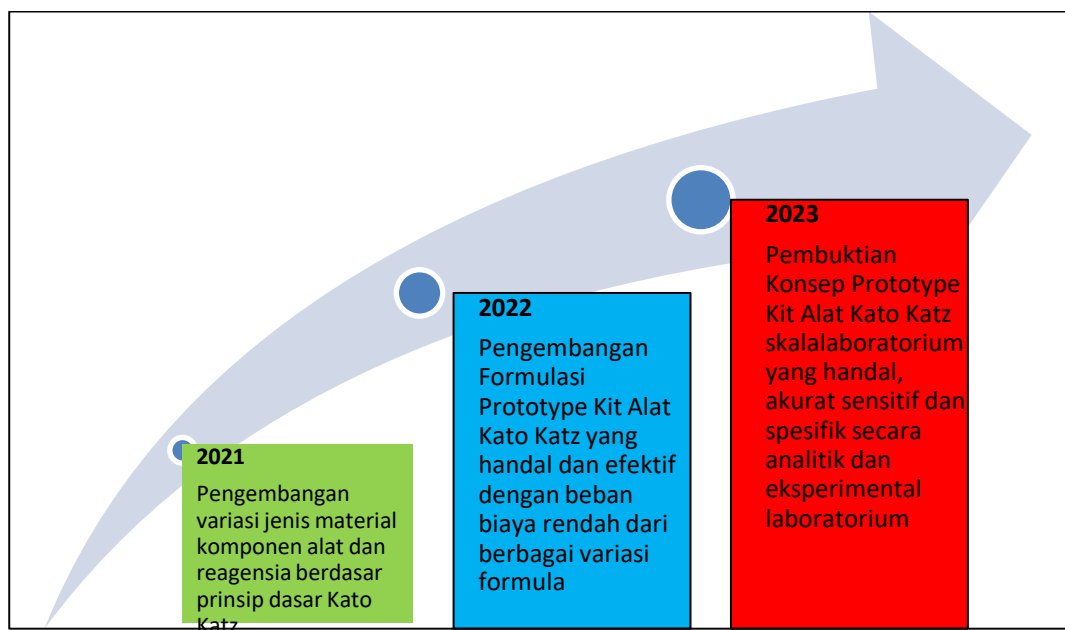 2021
Pengembangan
variasi jenis material
komponen alat dan
reagensia berdasar
prinsip dasar Kato
Katz
2022
Pengembangan
Formulasi
Prototype Kit Alat
Kato Katz yang
handal dan efektif
dengan beban
biaya rendah dari
berbagai variasi
formula
2023
Pembuktian
Konsep Prototype
Kit Alat Kato Katz
skalalaboratorium
yang handal,
akurat sensitif dan
spesifik secara
analitik dan
eksperimental
laboratorium